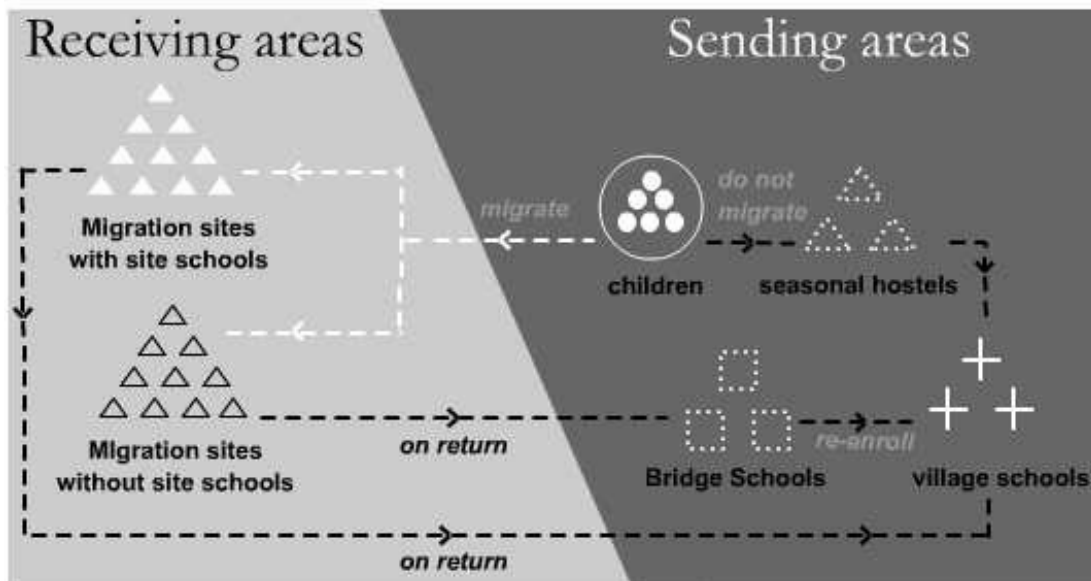 Receiving areas
Sending areas
migrate
do not
migrate
Migration sites
with site schools
children
seasonal hostels
MIgration sites
without site schools
on return
re-enroll
Bridge Schools
village schools
on return